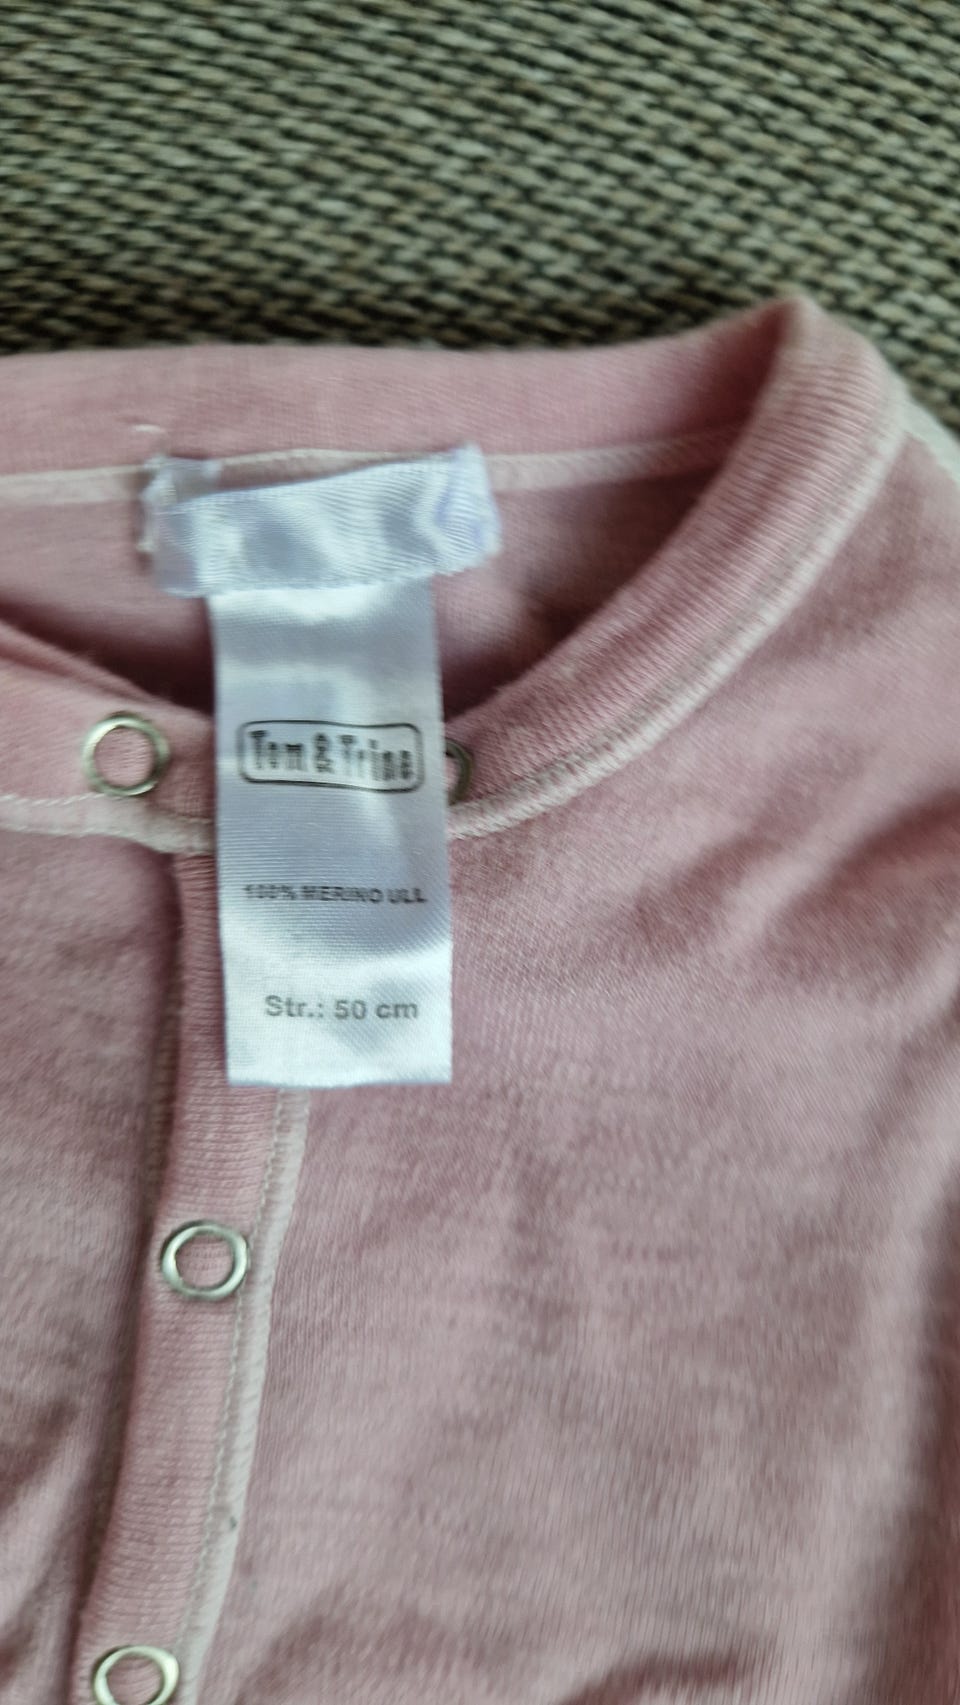 Tom & Trine
100% MERINO ULL
Str.: 50 cm